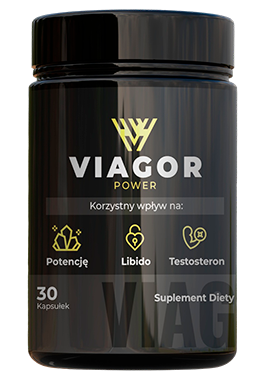 VIAGOR
POWER
Korzystny wpływ na:
Potencję Libido Testosteron
30
Kapsułek
Suplement Diety
VIAG